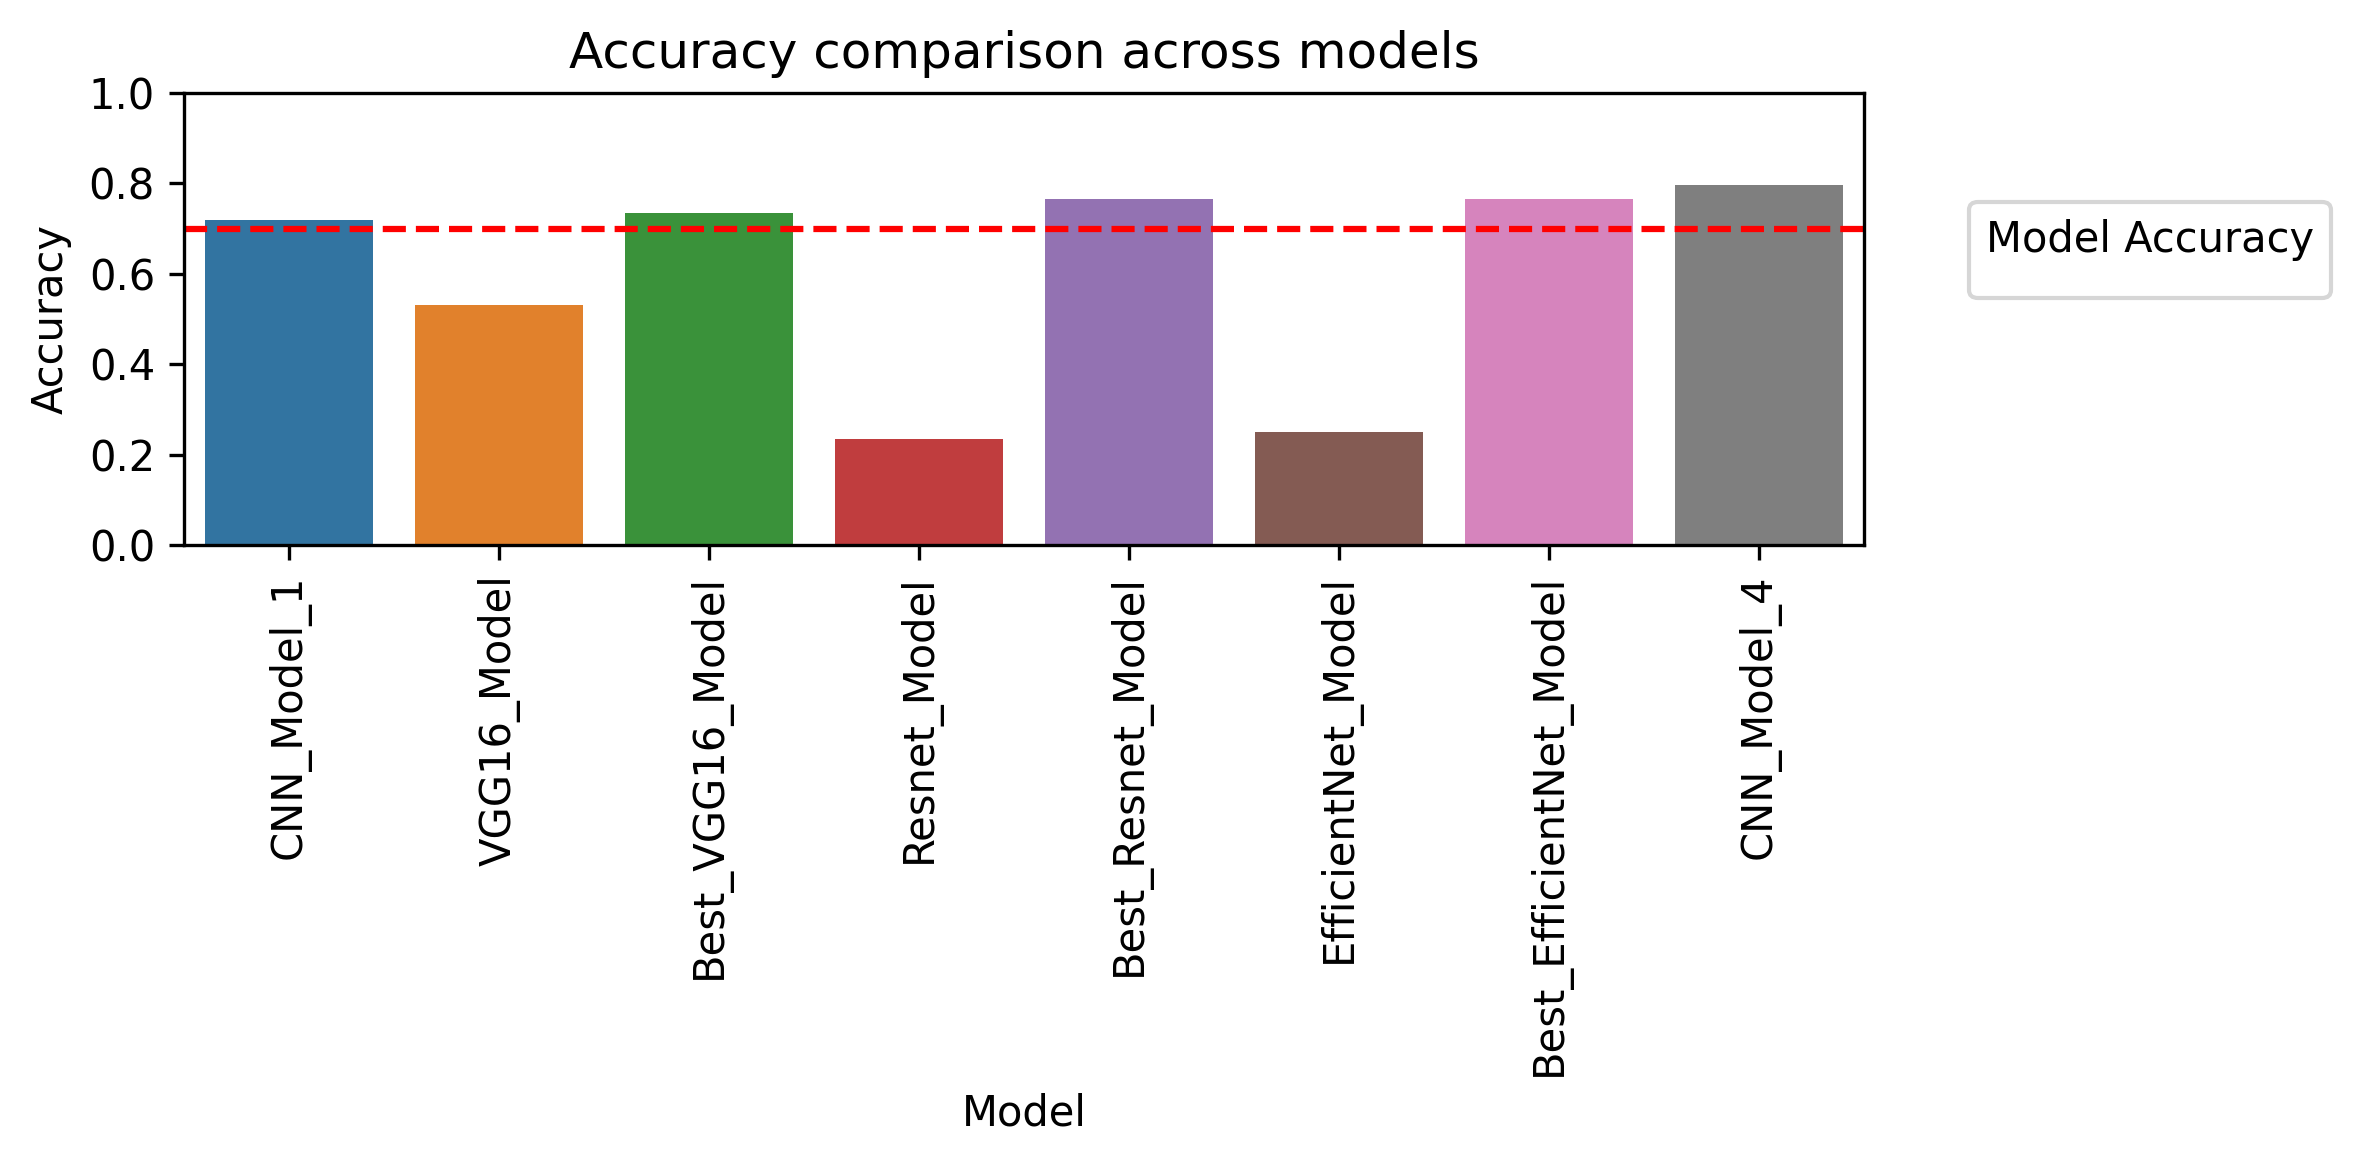 Accuracy comparison across models
1.0
0.8
0.6
0.4
0.2
0.0
Accuracy
CNN_Model_1
VGG16_Model
Best_VGG16_Model
Resnet_Model
Best_Resnet_Model
EfficientNet_Model
Best_EfficientNet_Model
CNN_Model_4
Model
Model Accuracy